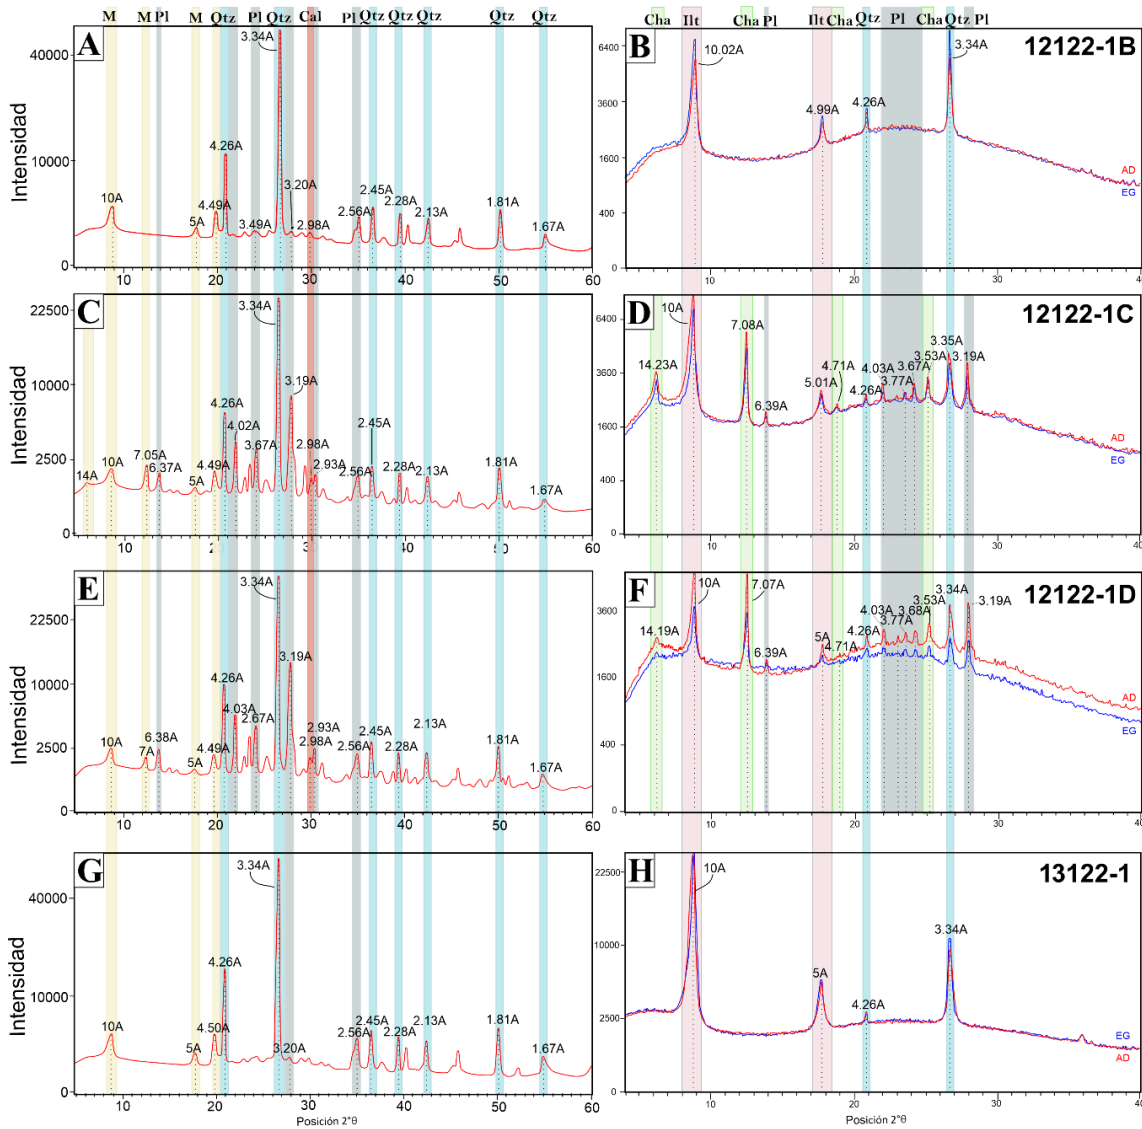 M M Pl M Qtz Pl Qtz Cal Pl Qtz Qtz Qtz Qtz Qtz
A
Intensidad
40000
10000
0
10A
5A
4.49A
4.26A
3.49A
3.34A
3.20A
2.98A
2.56A
2.45A
2.28A
2.13A
1.81A
1.67A
10 20 30 40 50 60
Cha Ilt Cha Pl Ilt Cha Qtz Pl Cha Qtz Pl
B
12122-1B
6400
3600
1600
400
0
10.02A
4.99A
4.26A
3.34A
AD
EG
10 20 30 40
C
Intensidad
22500
10000
2500
0
14A
10A
7.05A
6.37A
5A
4.49A
4.26A
4.02A
3.67A
3.34A
3.19A
2.98A
2.93A
2.56A
2.45A
2.28A
2.13A
1.81A
1.67A
10 20 30 40 50 60
D
12122-1C
6400
3600
1600
400
0
14.23A
10A
7.08A
6.39A
5.01A
4.71A
4.26A
4.03A
3.77A
3.67A
3.53A
3.35A
3.19A
AD
EG
10 20 30 40
E
Intensidad
22500
10000
2500
0
10A
7A
6.38A
5A
4.49A
4.26A
4.03A
2.67A
3.34A
3.19A
2.93A
2.98A
2.56A
2.45A
2.28A
2.13A
1.81A
1.67A
10 20 30 40 50 60
F
12122-1D
3600
1600
400
0
14.19A
10A
7.07A
6.39A
5A
4.71A
4.26A
4.03A
3.77A
3.68A
3.53A
3.34A
3.19A
AD
EG
10 20 30 40
G
Intensidad
40000
10000
0
10A
5A
4.50A
4.26A
3.34A
3.20A
2.56A
2.45A
2.28A
2.13A
1.81A
1.67A
10 20 30 40 50 60
Posición 2°θ
H
13122-1
22500
10000
2500
0
10A
5A
4.26A
3.34A
EG
AD
10 20 30 40
Posición 2°θ